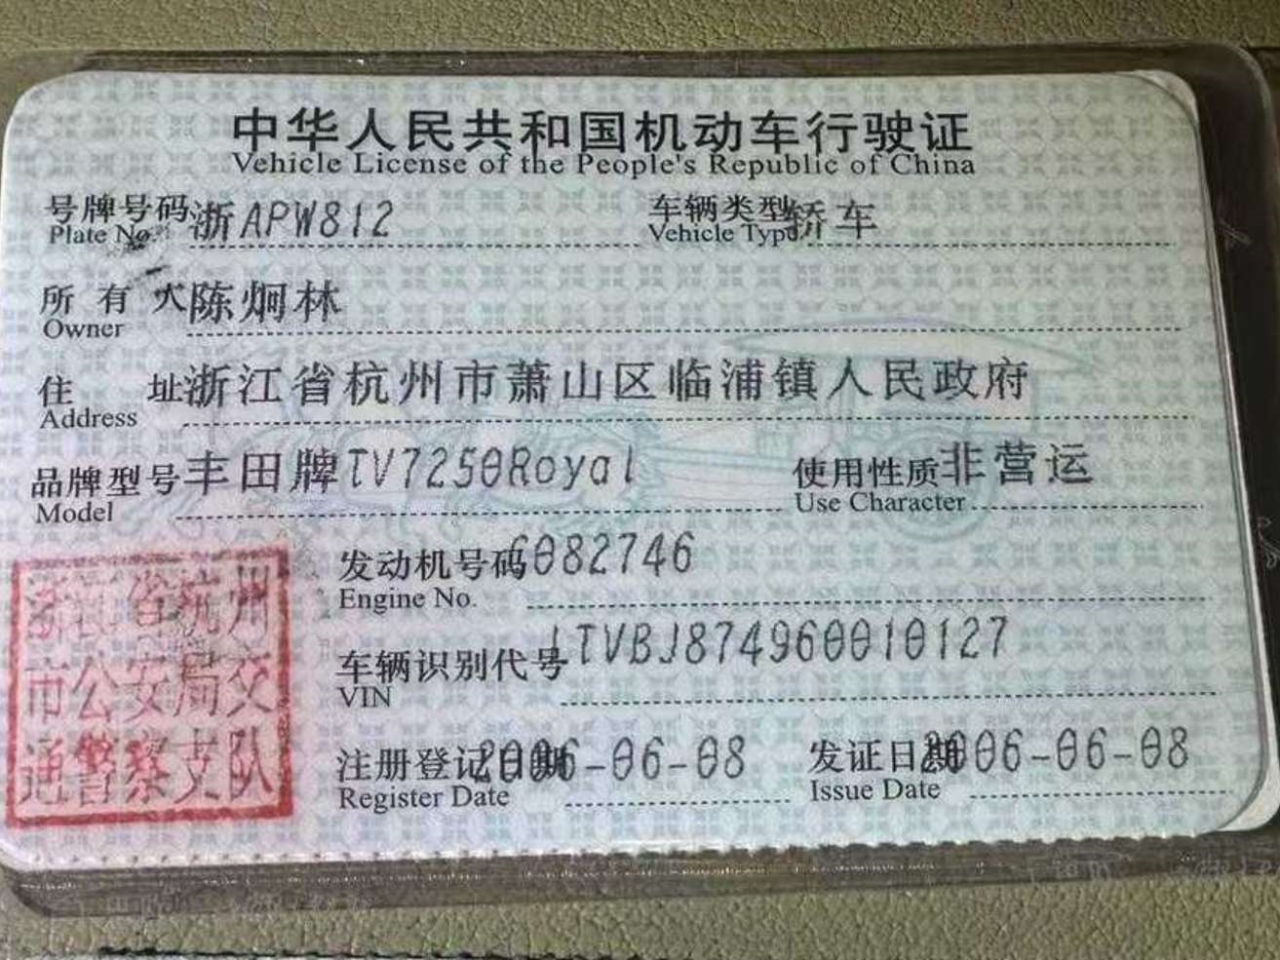 中华人民共和国机动车行驶证
Vehicle License of the People's Republic of China
号牌号码 浙APW812 车辆类型 轿车
Plate No. Vehicle Type
所有人 陈炯林
Owner
住址 浙江省杭州市萧山区临浦镇人民政府
Address
品牌型号 丰田牌TV7250Royal 使用性质 非营运
Model Use Character
发动机号码 6082746
Engine No.
车辆识别代号 LTVBJ874960010127
VIN
注册登记日期 2006-06-08 发证日期 2006-06-08
Register Date Issue Date
浙江省杭州
市公安局交
通警察支队